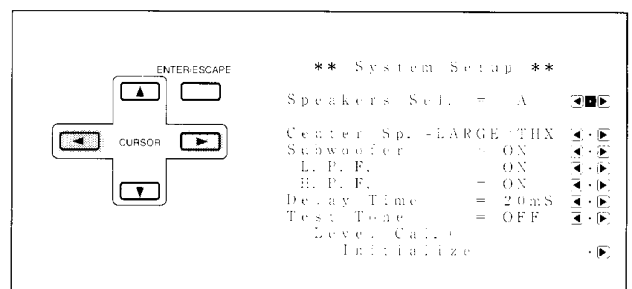 ENTER/ESCAPE
CURSOR
** System Setup **
Speakers Sel. = A
Center Sp. =LARGE THX
Subwoofer = ON
L. P. F. ON
H. P. F. = ON
Delay Time = 20mS
Test Tone = OFF
Level Cal.
Initialize